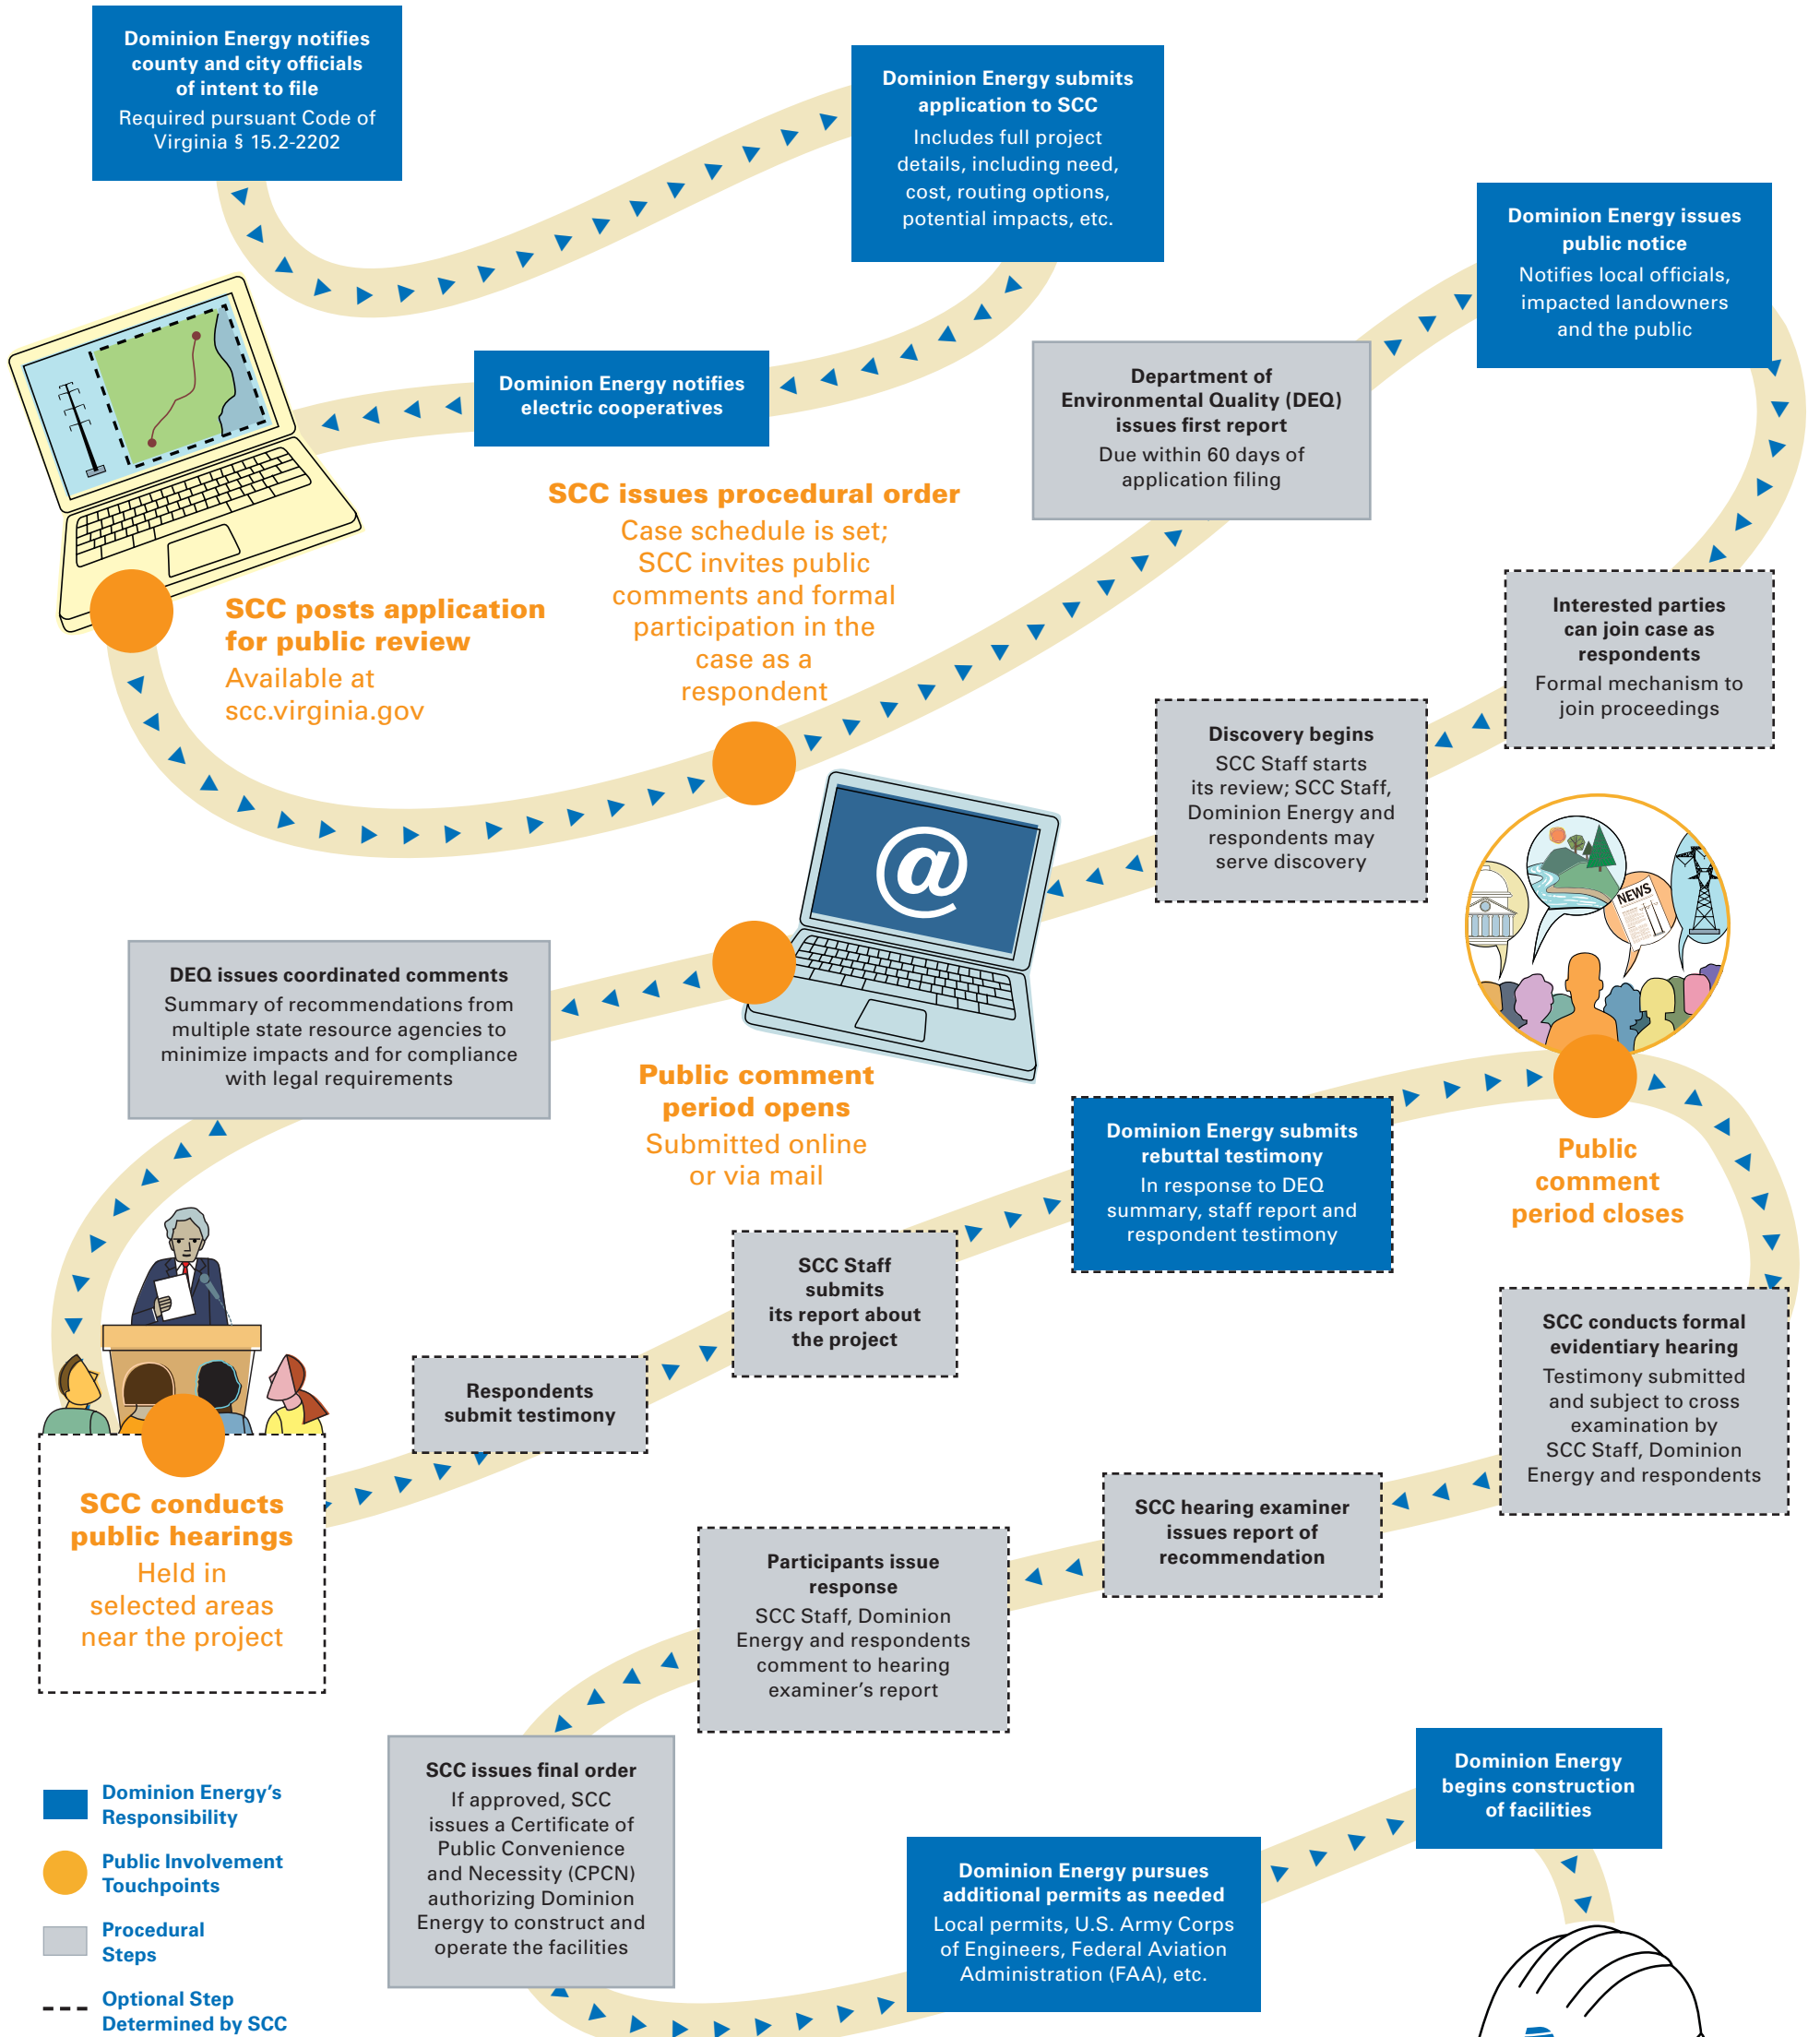 Dominion Energy notifies
county and city officials
of intent to file
Required pursuant Code of
Virginia § 15.2-2202
Dominion Energy submits
application to SCC
Includes full project
details, including need,
cost, routing options,
potential impacts, etc.
Dominion Energy notifies
electric cooperatives
SCC posts application
for public review
Available at
scc.virginia.gov
SCC issues procedural order
Case schedule is set;
SCC invites public
comments and formal
participation in the
case as a
respondent
Department of
Environmental Quality (DEQ)
issues first report
Due within 60 days of
application filing
Dominion Energy issues
public notice
Notifies local officials,
impacted landowners
and the public
Interested parties
can join case as
respondents
Formal mechanism to
join proceedings
Discovery begins
SCC Staff starts
its review; SCC Staff,
Dominion Energy and
respondents may
serve discovery
@
Public comment
period opens
Submitted online
or via mail
DEQ issues coordinated comments
Summary of recommendations from
multiple state resource agencies to
minimize impacts and for compliance
with legal requirements
SCC conducts
public hearings
Held in
selected areas
near the project
Respondents
submit testimony
SCC Staff
submits
its report about
the project
Dominion Energy submits
rebuttal testimony
In response to DEQ
summary, staff report and
respondent testimony
NEWS
Public
comment
period closes
SCC conducts formal
evidentiary hearing
Testimony submitted
and subject to cross
examination by
SCC Staff, Dominion
Energy and respondents
SCC hearing examiner
issues report of
recommendation
Participants issue
response
SCC Staff, Dominion
Energy and respondents
comment to hearing
examiner's report
SCC issues final order
If approved, SCC
issues a Certificate of
Public Convenience
and Necessity (CPCN)
authorizing Dominion
Energy to construct and
operate the facilities
Dominion Energy pursues
additional permits as needed
Local permits, U.S. Army Corps
of Engineers, Federal Aviation
Administration (FAA), etc.
Dominion Energy
begins construction
of facilities
Dominion Energy's
Responsibility
Public Involvement
Touchpoints
Procedural
Steps
Optional Step
Determined by SCC